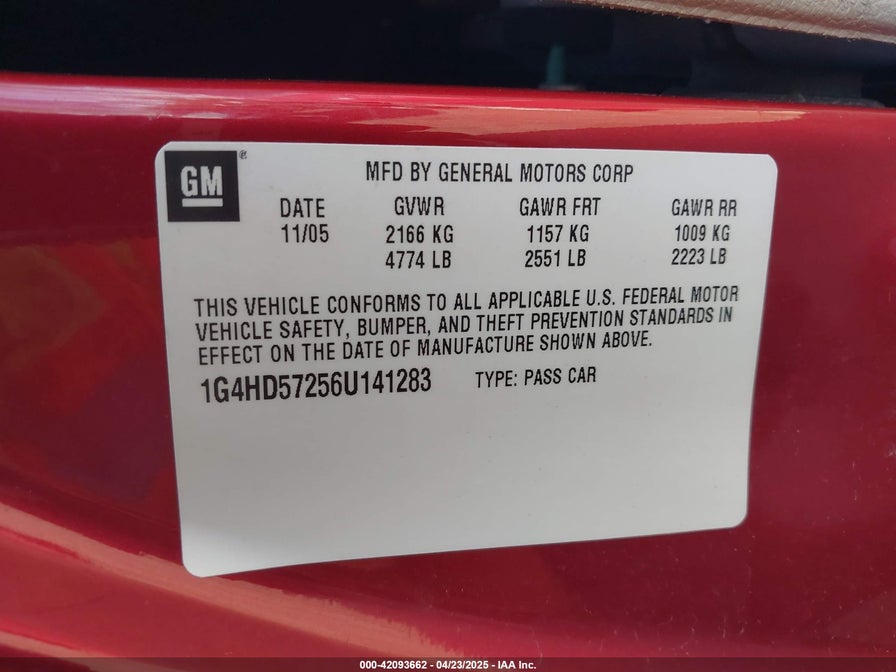 GM
MFD BY GENERAL MOTORS CORP
DATE GVWR GAWR FRT GAWR RR
11/05 2166 KG 1157 KG 1009 KG
4774 LB 2551 LB 2223 LB
THIS VEHICLE CONFORMS TO ALL APPLICABLE U.S. FEDERAL MOTOR
VEHICLE SAFETY, BUMPER, AND THEFT PREVENTION STANDARDS IN
EFFECT ON THE DATE OF MANUFACTURE SHOWN ABOVE.
1G4HD57256U141283 TYPE: PASS CAR
000-42093662 - 04/23/2025 - IAA Inc.